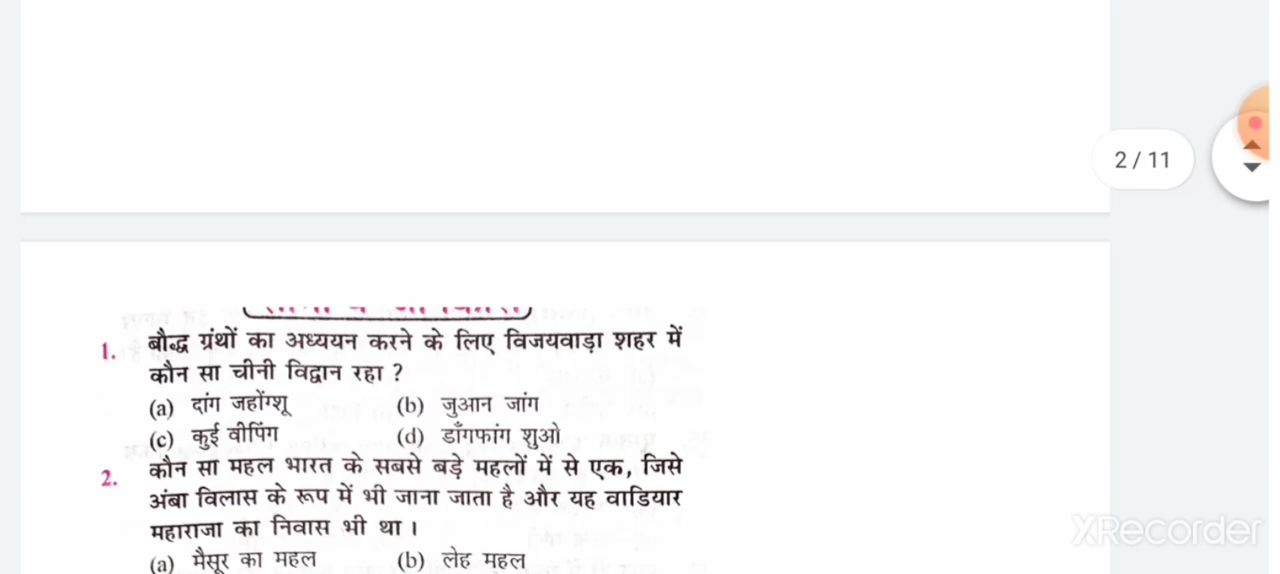 2 / 11
1. बौद्ध ग्रंथों का अध्ययन करने के लिए विजयवाड़ा शहर में
कौन सा चीनी विद्वान रहा ?
(a) दांग जहोंग्शू (b) जुआन जांग
(c) कुई वीपिंग (d) डाँगफांग शुओ
2. कौन सा महल भारत के सबसे बड़े महलों में से एक, जिसे
अंबा विलास के रूप में भी जाना जाता है और यह वाडियार
महाराजा का निवास भी था ।
(a) मैसूर का महल (b) लेह महल
XRecorder